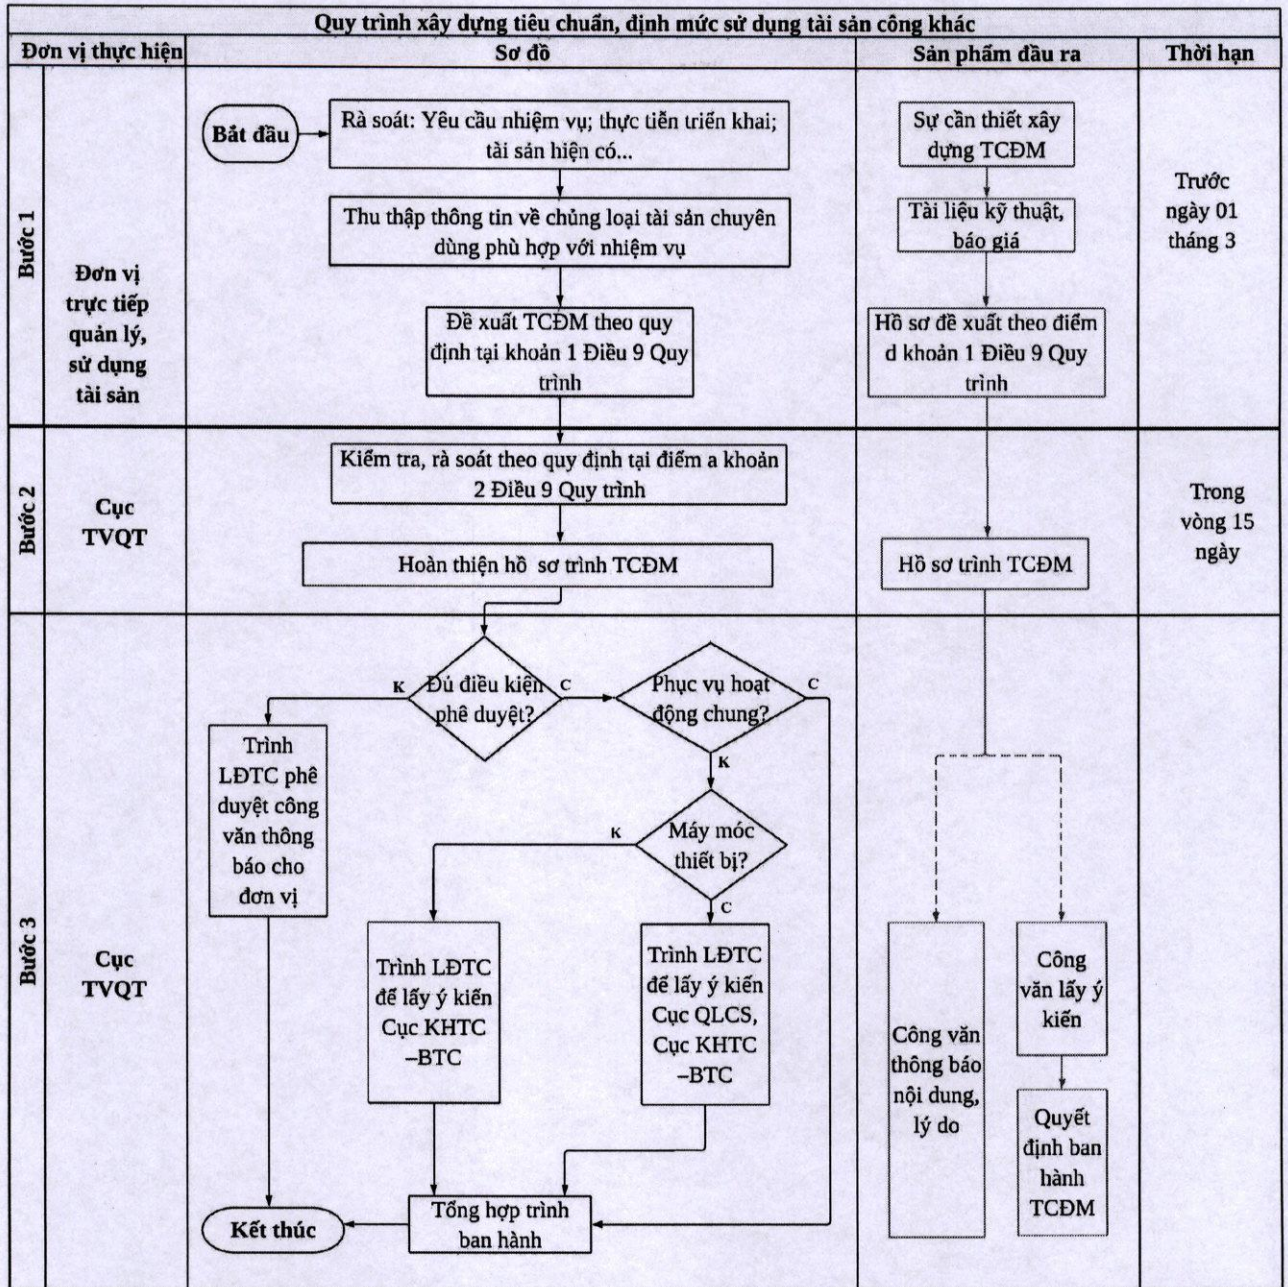 Quy trình xây dựng tiêu chuẩn, định mức sử dụng tài sản công khác
Đơn vị thực hiện
Sơ đồ
Sản phẩm đầu ra
Thời hạn
Bước 1
Đơn vị
trực tiếp
quản lý,
sử dụng
tài sản
Bắt đầu
Rà soát: Yêu cầu nhiệm vụ; thực tiễn triển khai;
tài sản hiện có...
Thu thập thông tin về chủng loại tài sản chuyên
dùng phù hợp với nhiệm vụ
Đề xuất TCĐM theo quy
định tại khoản 1 Điều 9 Quy
trình
Sự cần thiết xây
dựng TCĐM
Tài liệu kỹ thuật,
báo giá
Hồ sơ đề xuất theo điểm
d khoản 1 Điều 9 Quy
trình
Trước
ngày 01
tháng 3
Bước 2
Cục
TVQT
Kiểm tra, rà soát theo quy định tại điểm a khoản
2 Điều 9 Quy trình
Hoàn thiện hồ sơ trình TCĐM
Hồ sơ trình TCĐM
Trong
vòng 15
ngày
Bước 3
Cục
TVQT
Đủ điều kiện
phê duyệt?
K
C
Phục vụ hoạt
động chung?
C
K
Trình
LĐTC phê
duyệt công
văn thông
báo cho
đơn vị
Máy móc
thiết bị?
K
C
Trình LĐTC
để lấy ý kiến
Cục KHTC
–BTC
Trình LĐTC
để lấy ý kiến
Cục QLCS,
Cục KHTC
–BTC
Tổng hợp trình
ban hành
Kết thúc
Công văn
thông báo
nội dung,
lý do
Công
văn lấy ý
kiến
Quyết
định ban
hành
TCĐM